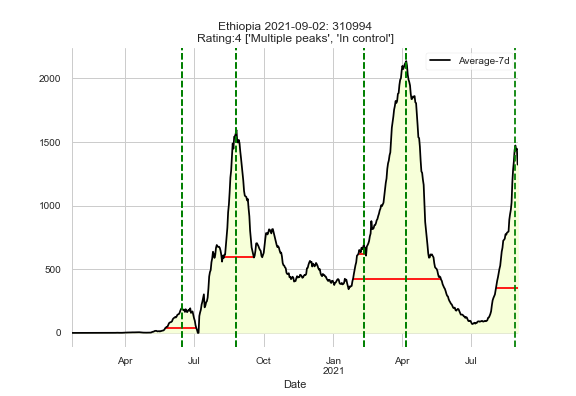 Ethiopia 2021-09-02: 310994
Rating:4 ['Multiple peaks', 'In control']
Average-7d
2000
1500
1000
500
0
Apr Jul Oct Jan Apr Jul
2021
Date